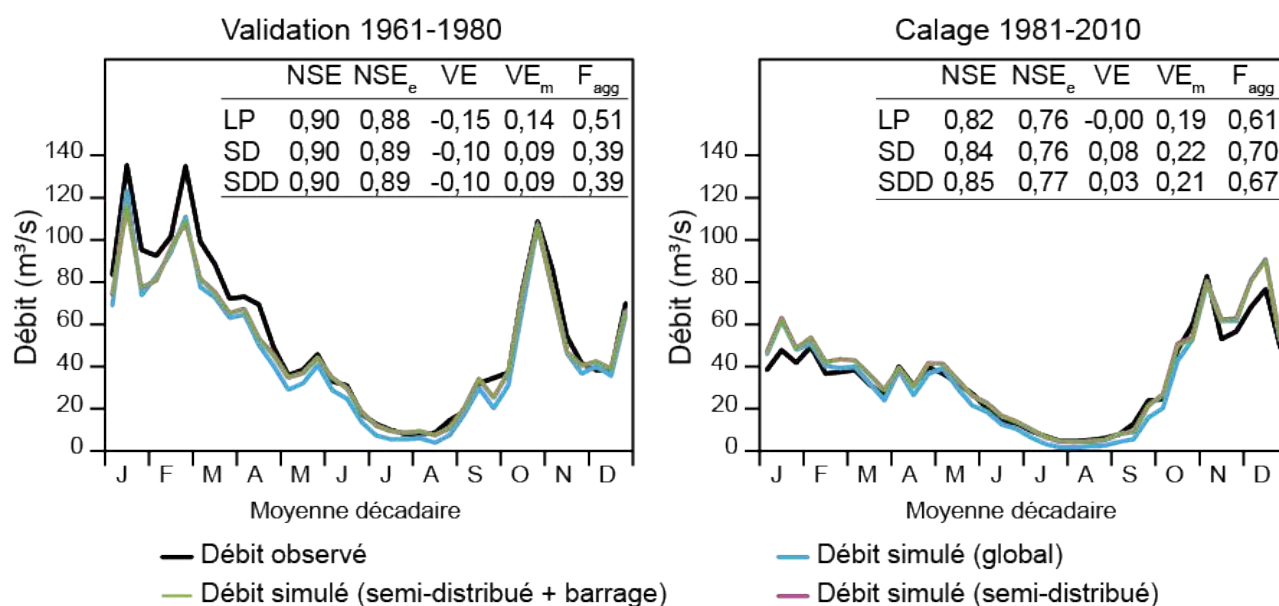 Validation 1961-1980
NSE NSEe VE VEm Fagg
LP 0,90 0,88 -0,15 0,14 0,51
SD 0,90 0,89 -0,10 0,09 0,39
SDD 0,90 0,89 -0,10 0,09 0,39
Débit (m³/s)
140
120
100
80
60
40
20
0
J F M A M J J A S O N D
Moyenne décadaire
Calage 1981-2010
NSE NSEe VE VEm Fagg
LP 0,82 0,76 -0,00 0,19 0,61
SD 0,84 0,76 0,08 0,22 0,70
SDD 0,85 0,77 0,03 0,21 0,67
Débit (m³/s)
140
120
100
80
60
40
20
0
J F M A M J J A S O N D
Moyenne décadaire
Débit observé
Débit simulé (global)
Débit simulé (semi-distribué + barrage)
Débit simulé (semi-distribué)